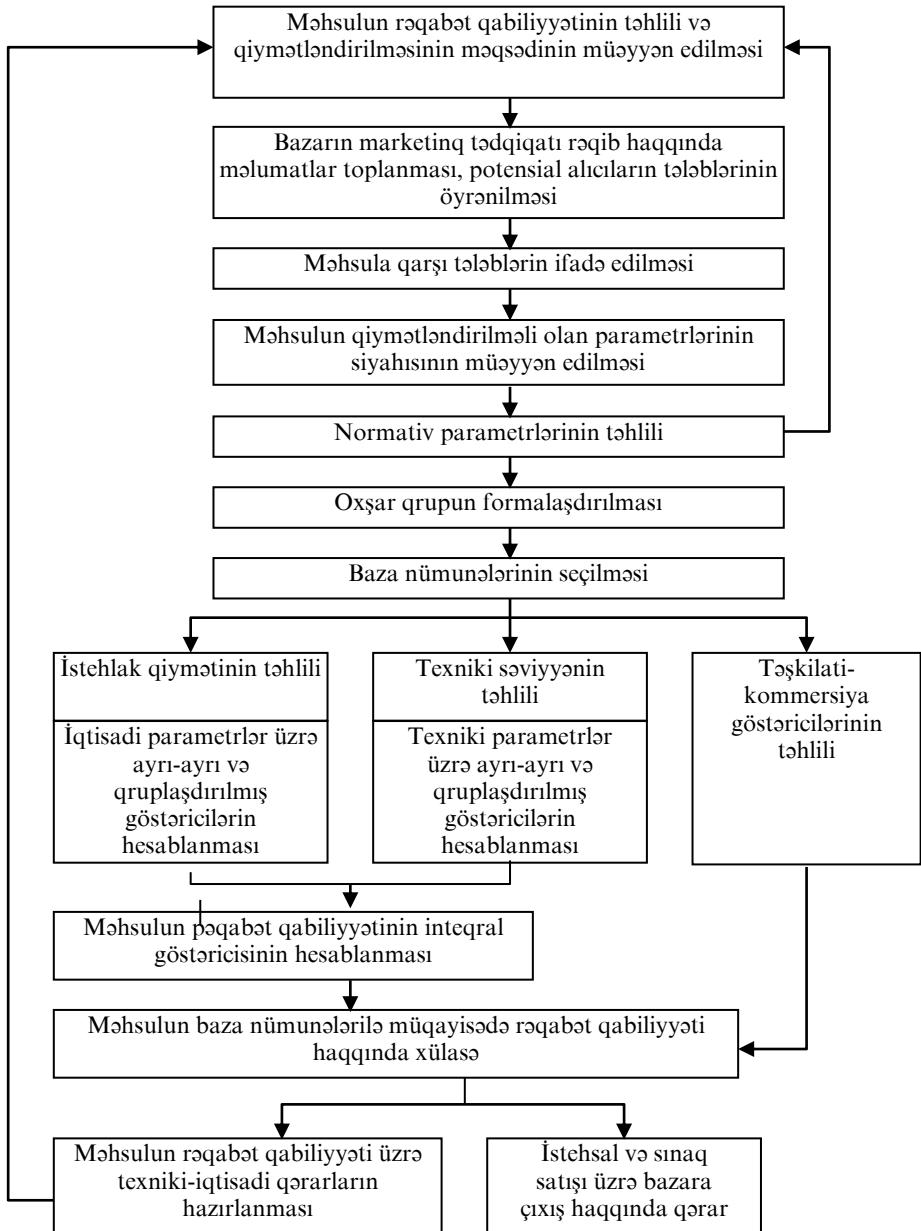 Məhsulun rəqabət qabiliyyətinin təhlili və
qiymətləndirilməsinin məqsədinin müəyyən edilməsi
Bazarın marketinq tədqiqatı rəqib haqqında
məlumatlar toplanması, potensial alıcıların tələblərinin
öyrənilməsi
Məhsula qarşı tələblərin ifadə edilməsi
Məhsulun qiymətləndirilməli olan parametrlərinin
siyahısının müəyyən edilməsi
Normativ parametrlərinin təhlili
Oxşar qrupun formalaşdırılması
Baza nümunələrinin seçilməsi
İstehlak qiymətinin təhlili
İqtisadi parametrlər üzrə
ayrı-ayrı və
qruplaşdırılmış
göstəricilərin
hesablanması
Texniki səviyyənin
təhlili
Texniki parametrlər
üzrə ayrı-ayrı və
qruplaşdırılmış
göstəricilərin
hesablanması
Təşkilati-
kommersiya
göstəricilərinin
təhlili
Məhsulun pəqabət qabiliyyətinin inteqral
göstəricisinin hesablanması
Məhsulun baza nümunələrilə müqayisədə rəqabət qabiliyyəti
haqqında xülasə
Məhsulun rəqabət qabiliyyəti üzrə
texniki-iqtisadi qərarların
hazırlanması
İstehsal və sınaq
satışı üzrə bazara
çıxış haqqında qərar